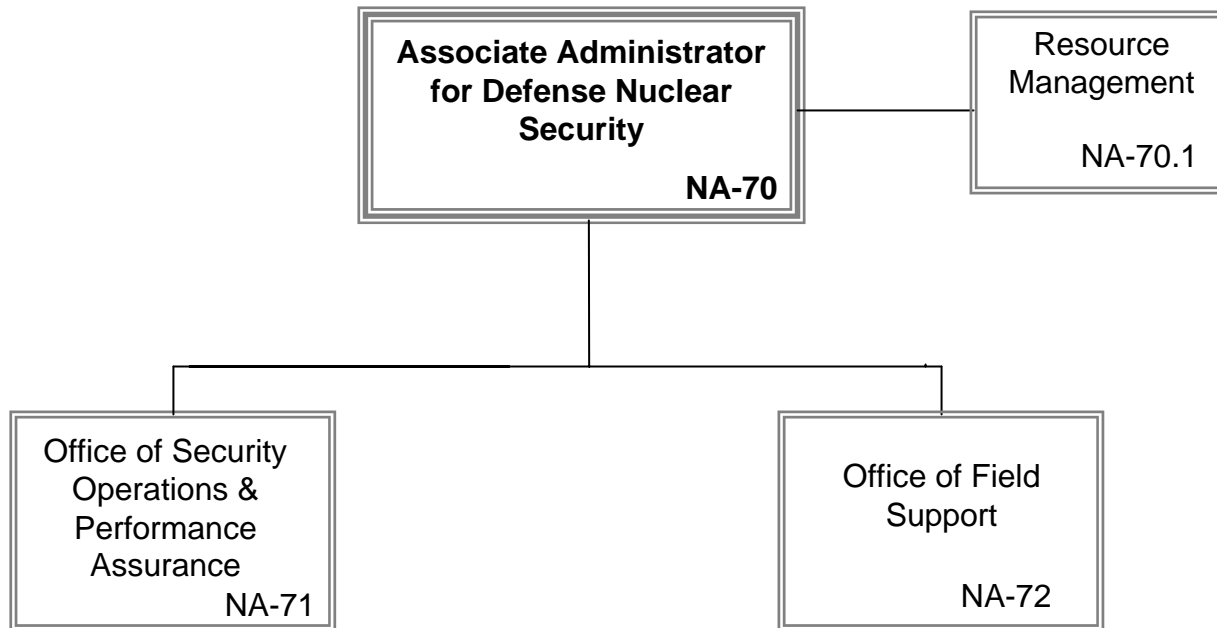 Associate Administrator
for Defense Nuclear
Security
NA-70
Resource
Management
NA-70.1
Office of Security
Operations &
Performance
Assurance
NA-71
Office of Field
Support
NA-72